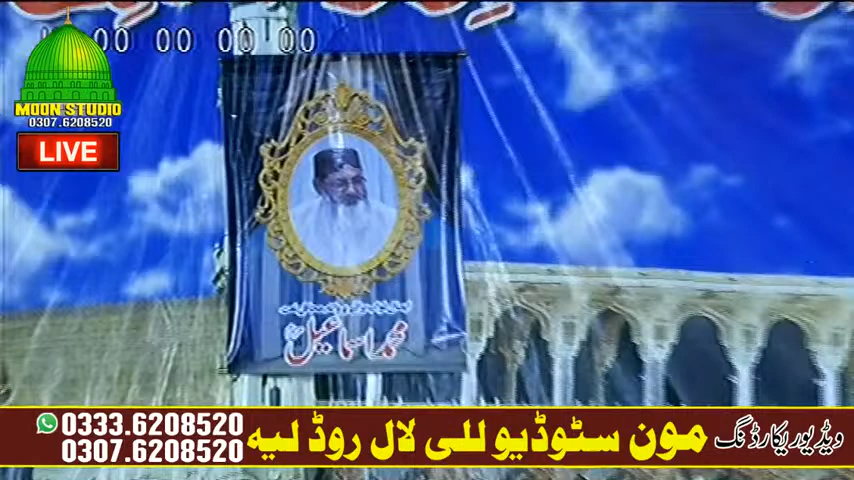 00 00 00 00
MOON STUDIO
0307.6208520
LIVE
محمد اسماعیل
0333.6208520
0307.6208520
مون سٹوڈیو للی لال روڈ لیہ
ویڈیو ریکارڈنگ